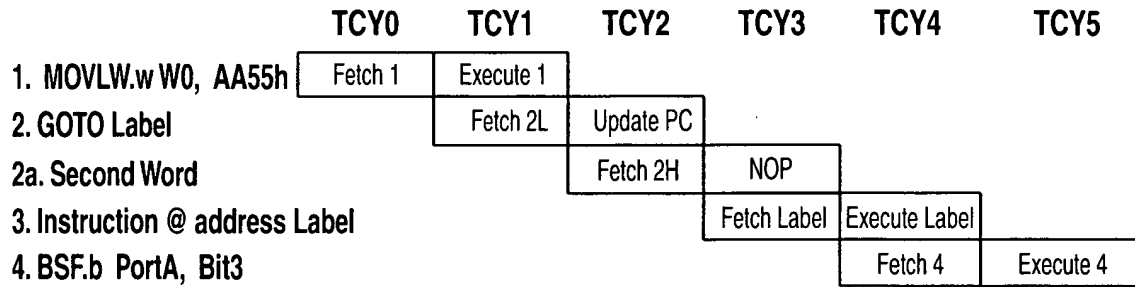 TCY0 TCY1 TCY2 TCY3 TCY4 TCY5
1. MOVLW.w W0, AA55h Fetch 1 Execute 1
2. GOTO Label Fetch 2L Update PC
2a. Second Word Fetch 2H NOP
3. Instruction @ address Label Fetch Label Execute Label
4. BSF.b PortA, Bit3 Fetch 4 Execute 4